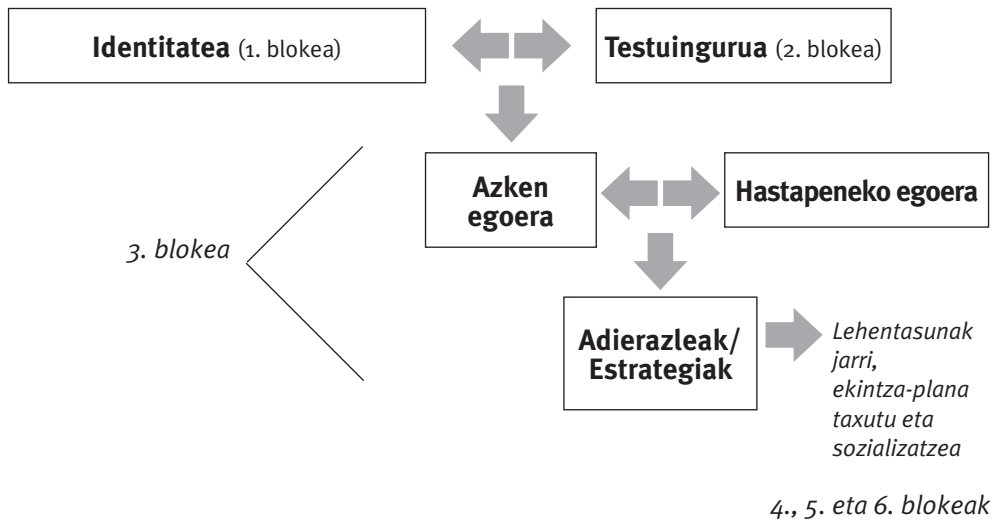 Identitatea (1. blokea)
Testuingurua (2. blokea)
Azken
egoera
Hastapeneko egoera
3. blokea
Adierazleak/
Estrategiak
Lehentasunak
jarri,
ekintza-plana
taxutu eta
sozializatzea
4., 5. eta 6. blokeak